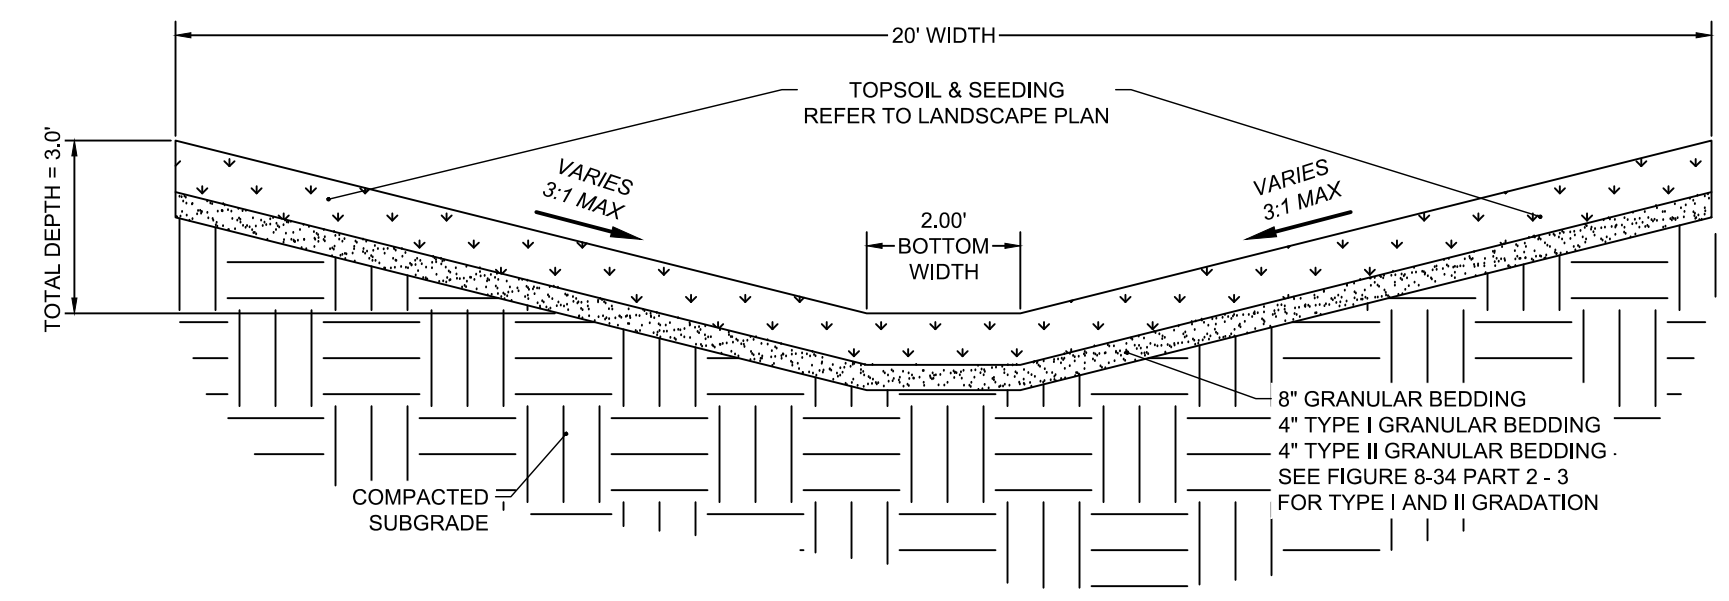 20' WIDTH
TOPSOIL & SEEDING
REFER TO LANDSCAPE PLAN
TOTAL DEPTH = 3.0'
VARIES
3:1 MAX
VARIES
3:1 MAX
2.00'
BOTTOM
WIDTH
8" GRANULAR BEDDING
4" TYPE I GRANULAR BEDDING
4" TYPE II GRANULAR BEDDING
SEE FIGURE 8-34 PART 2 - 3
FOR TYPE I AND II GRADATION
COMPACTED
SUBGRADE